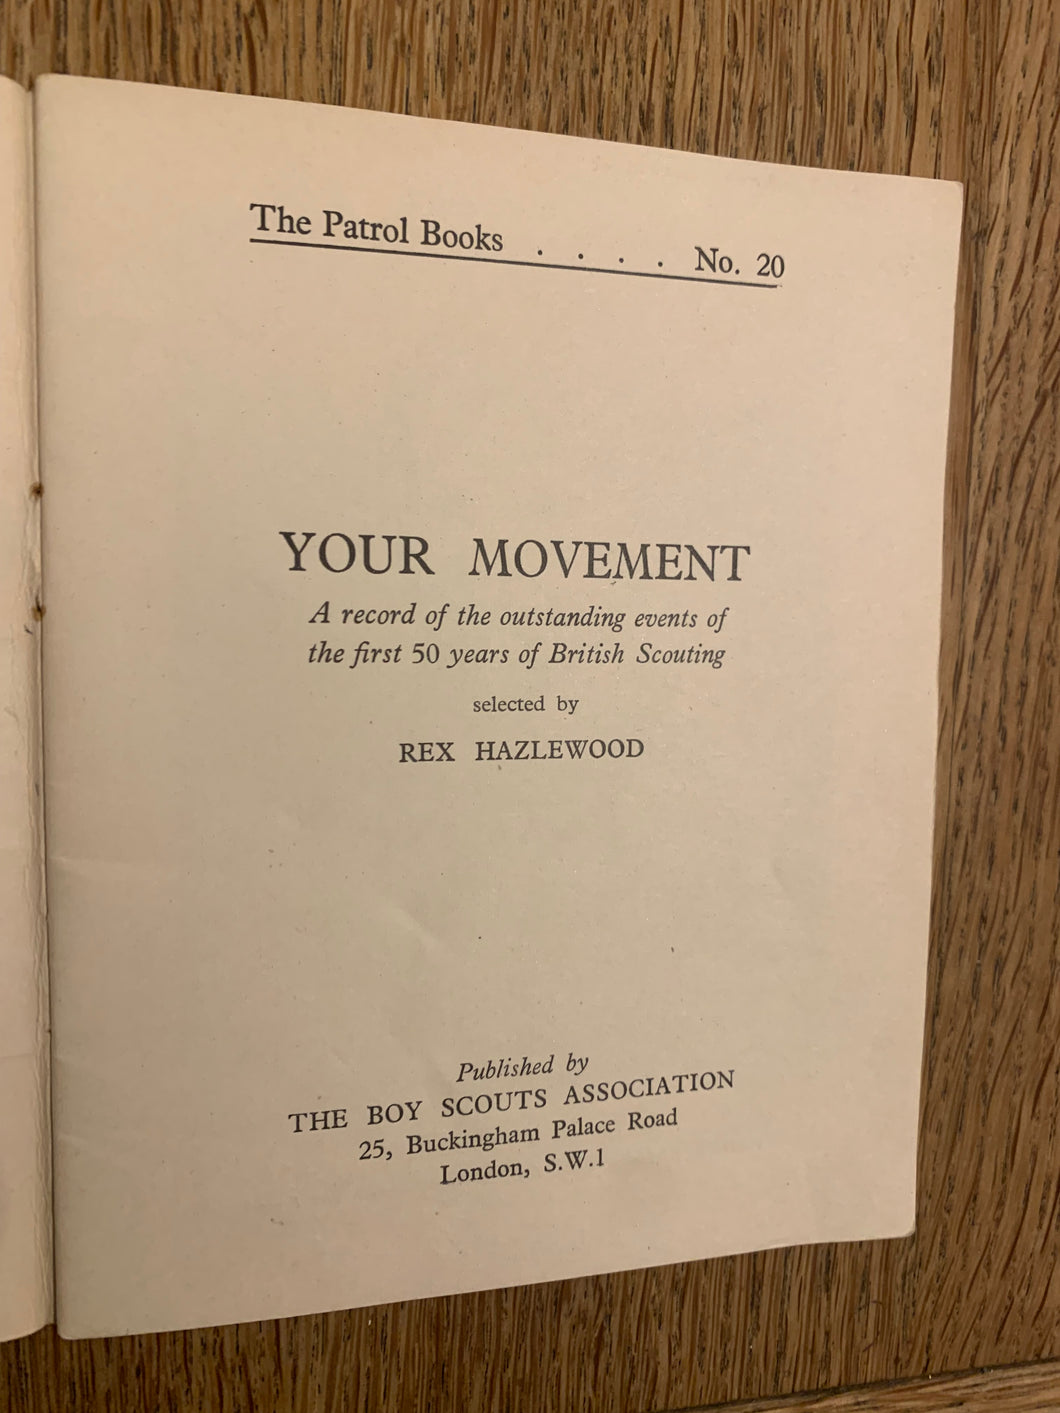 The Patrol Books . . . . No. 20
YOUR MOVEMENT
A record of the outstanding events of
the first 50 years of British Scouting
selected by
REX HAZLEWOOD
Published by
THE BOY SCOUTS ASSOCIATION
25, Buckingham Palace Road
London, S.W.1